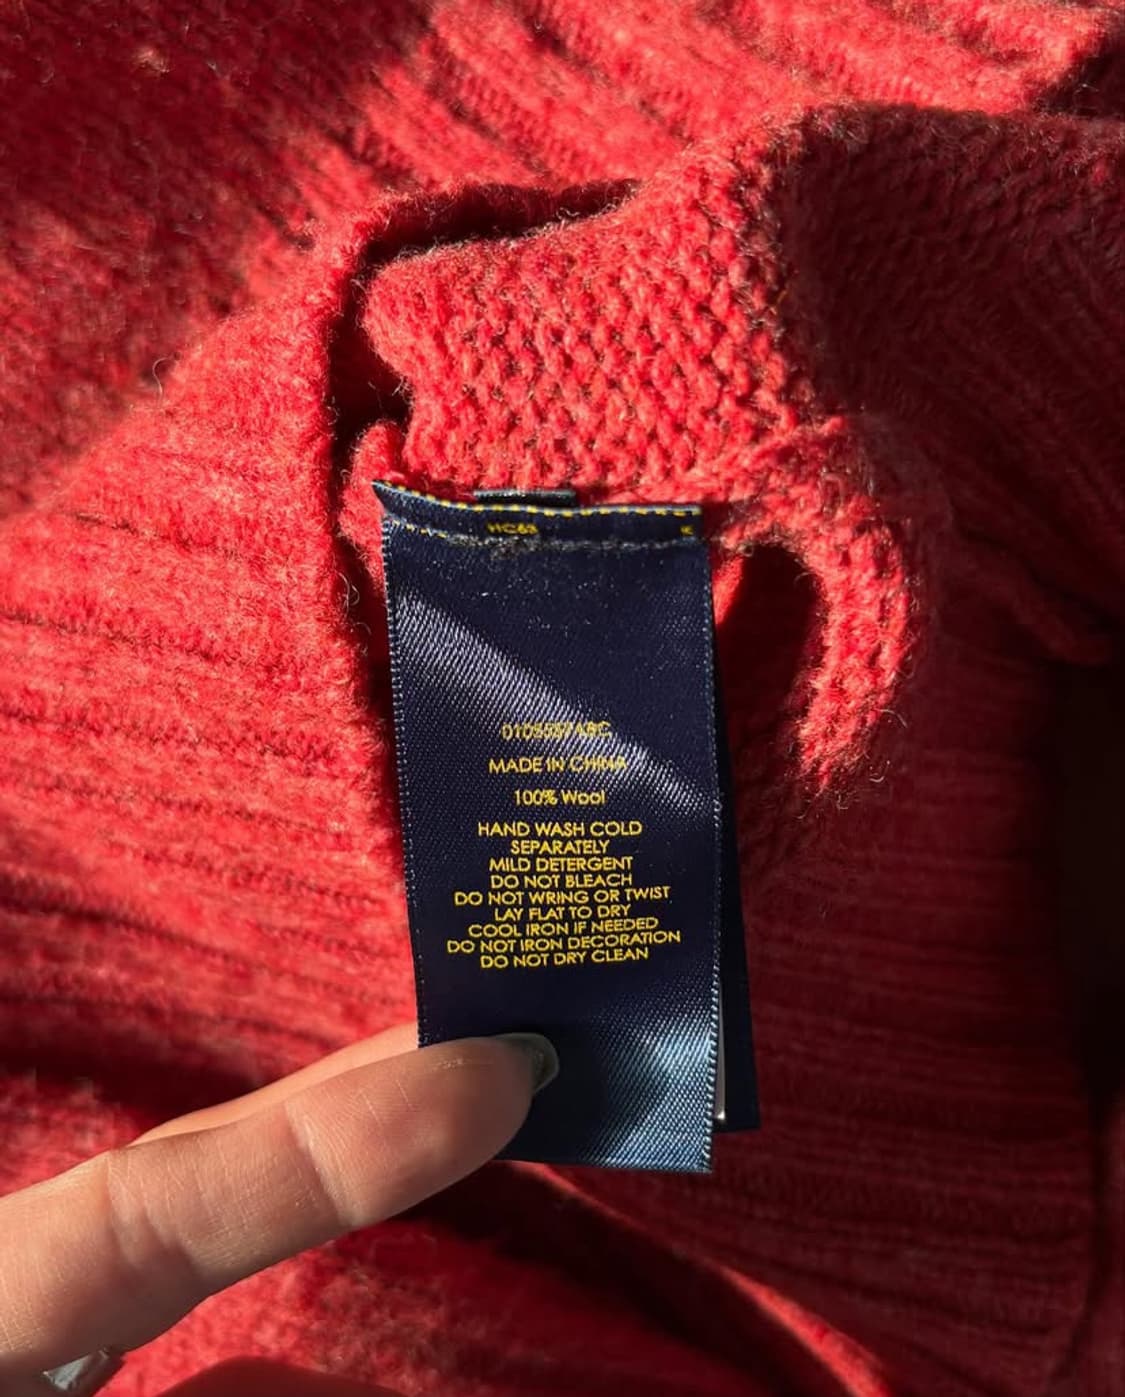 HC63
MADE IN CHINA
100% Wool
HAND WASH COLD
SEPARATELY
MILD DETERGENT
DO NOT BLEACH
DO NOT WRING OR TWIST
LAY FLAT TO DRY
COOL IRON IF NEEDED
DO NOT IRON DECORATION
DO NOT DRY CLEAN